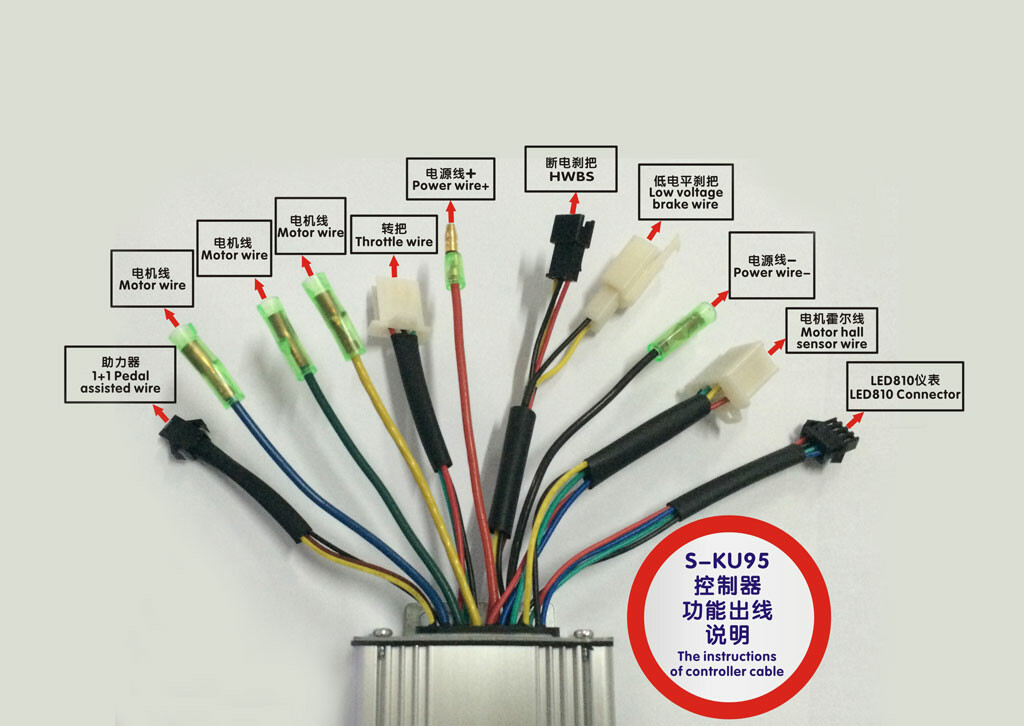 助力器
1+1 Pedal
assisted wire
电机线
Motor wire
电机线
Motor wire
电机线
Motor wire
转把
Throttle wire
电源线+
Power wire+
断电刹把
HWBS
低电平刹把
Low voltage
brake wire
电源线-
Power wire-
电机霍尔线
Motor hall
sensor wire
LED810仪表
LED810 Connector
S-KU95
控制器
功能出线
说明
The instructions
of controller cable